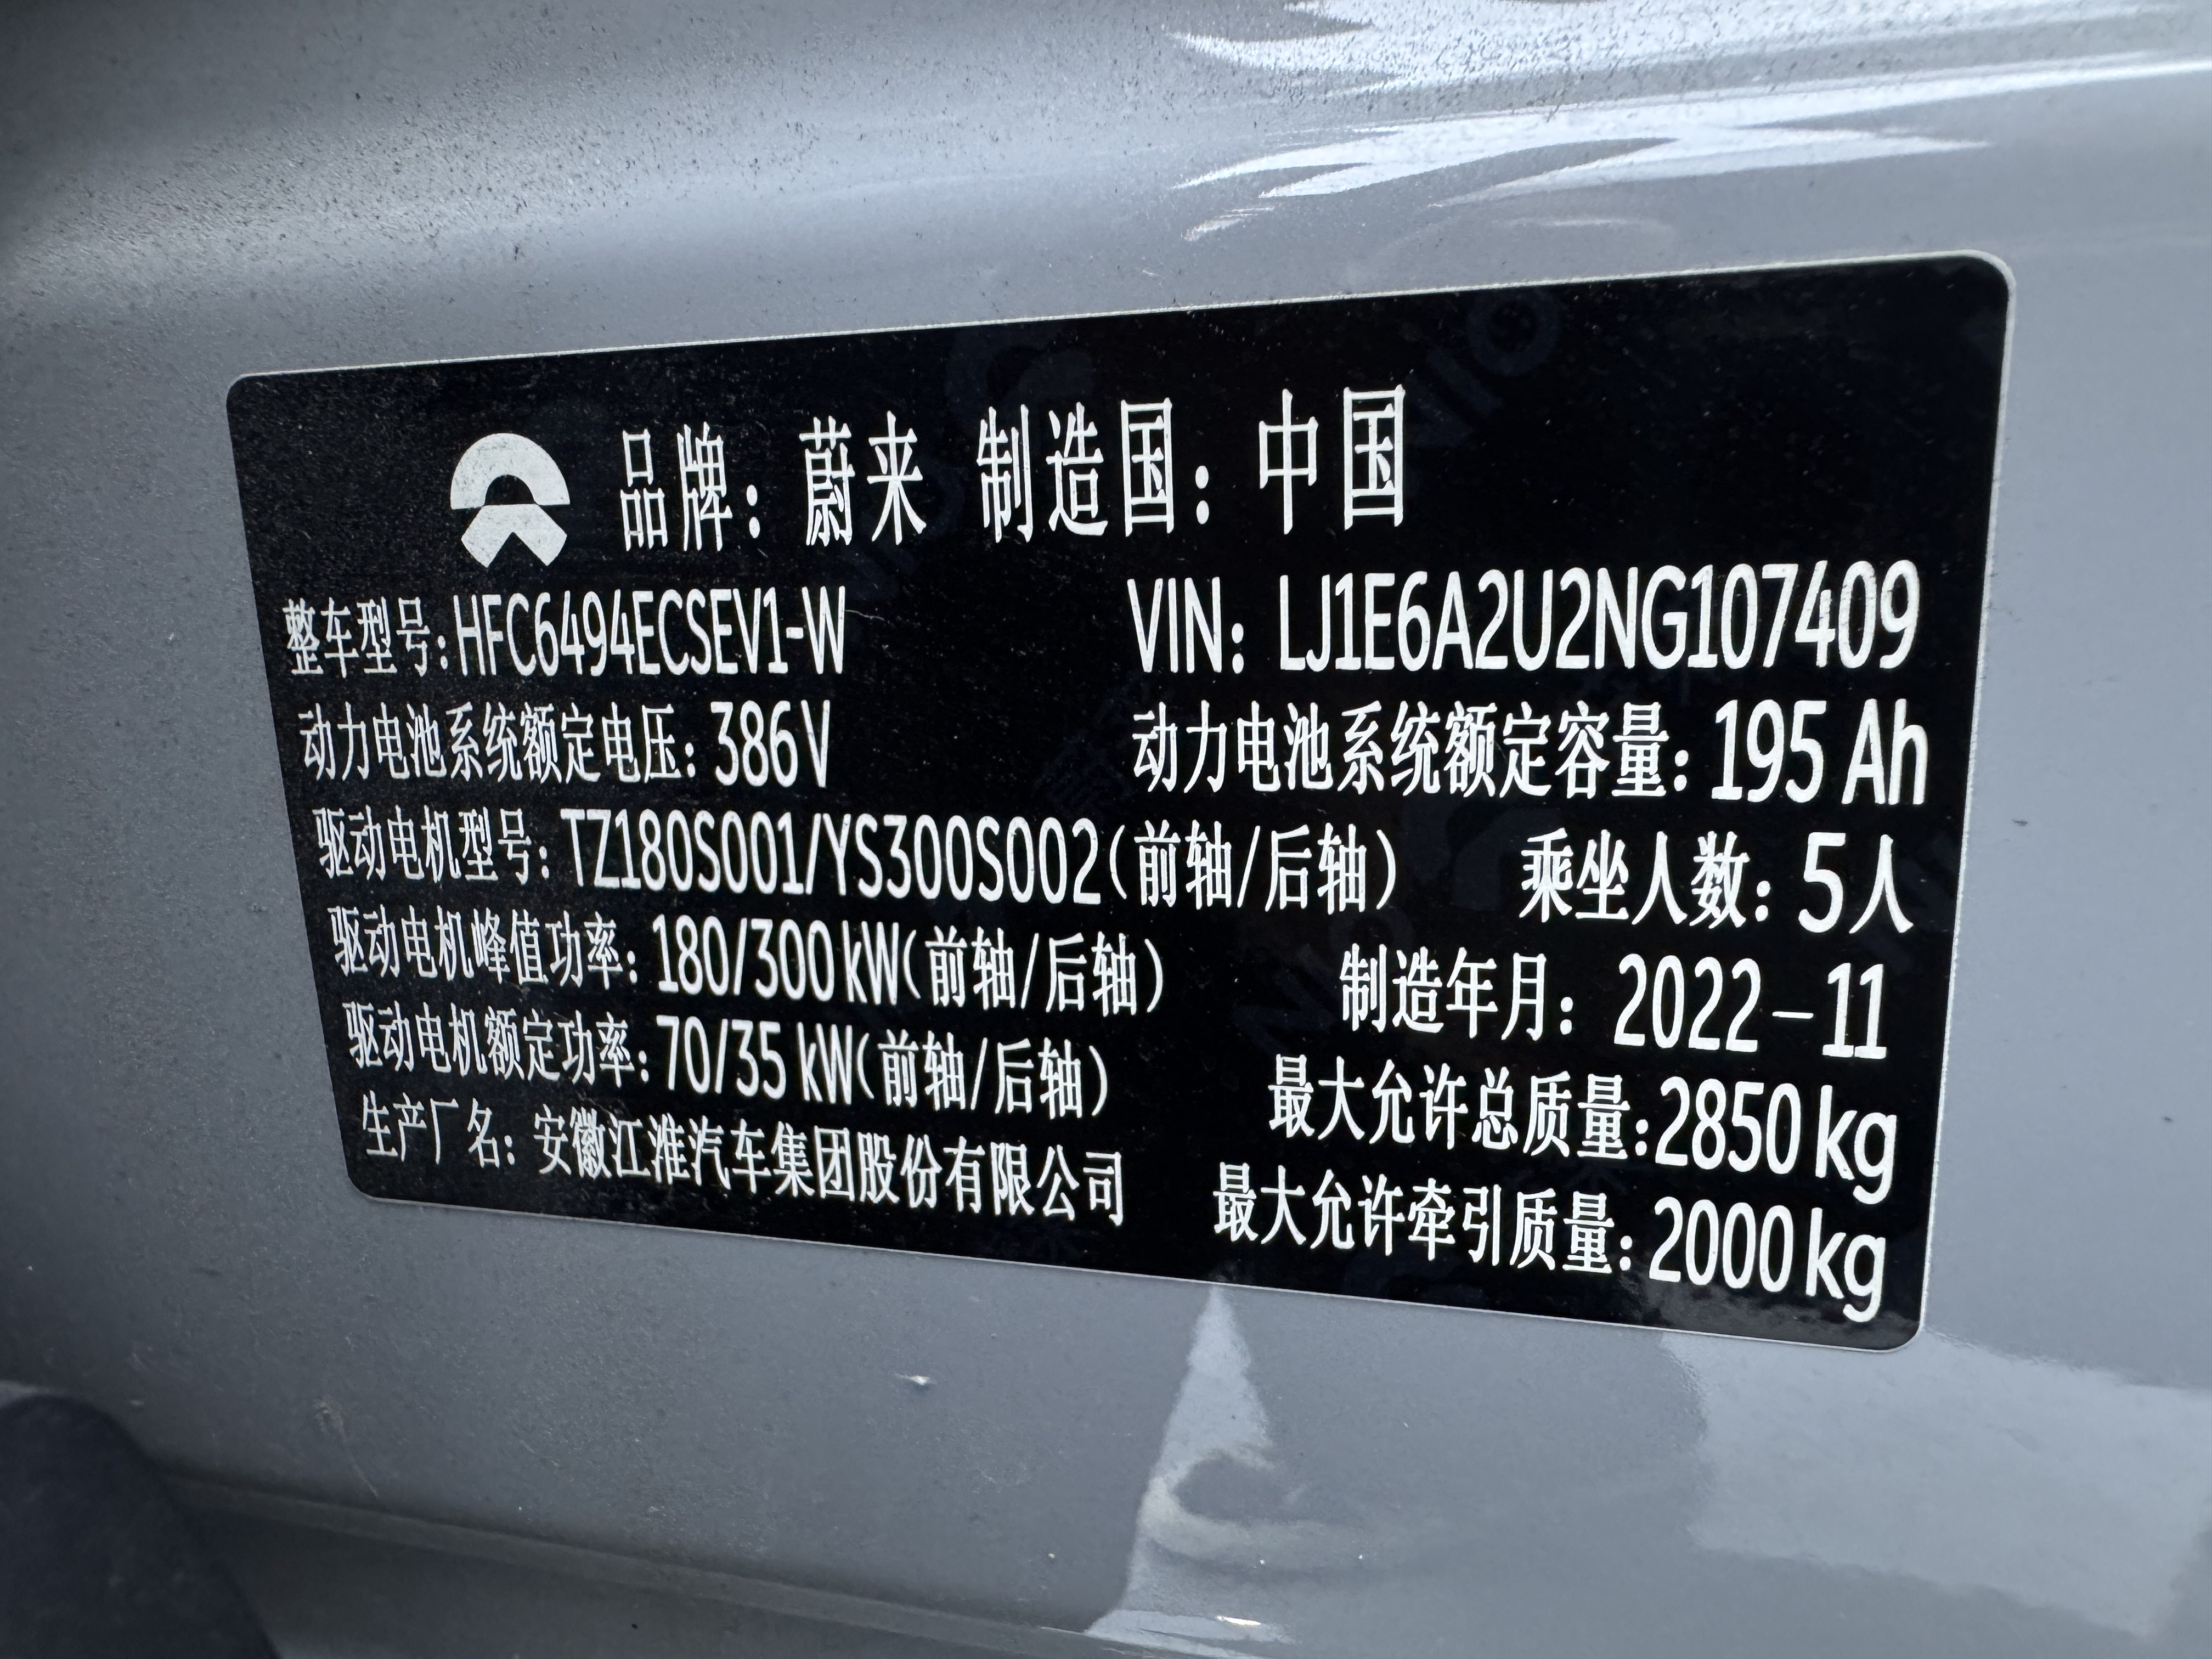 品牌：蔚来 制造国：中国
整车型号:HFC6494ECSEV1-W VIN: LJ1E6A2U2NG107409
动力电池系统额定电压: 386V 动力电池系统额定容量: 195 Ah
驱动电机型号: TZ180S001/YS300S002(前轴/后轴) 乘坐人数: 5人
驱动电机峰值功率: 180/300 kW(前轴/后轴) 制造年月: 2022-11
驱动电机额定功率: 70/35 kW(前轴/后轴) 最大允许总质量:2850 kg
生产厂名: 安徽江淮汽车集团股份有限公司 最大允许牵引质量:2000 kg